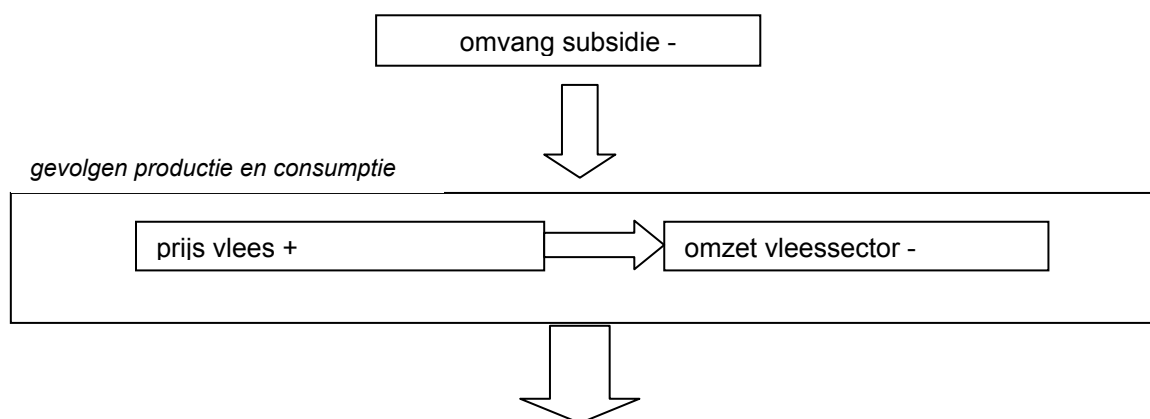 omvang subsidie -
gevolgen productie en consumptie
prijs vlees +
omzet vleessector -